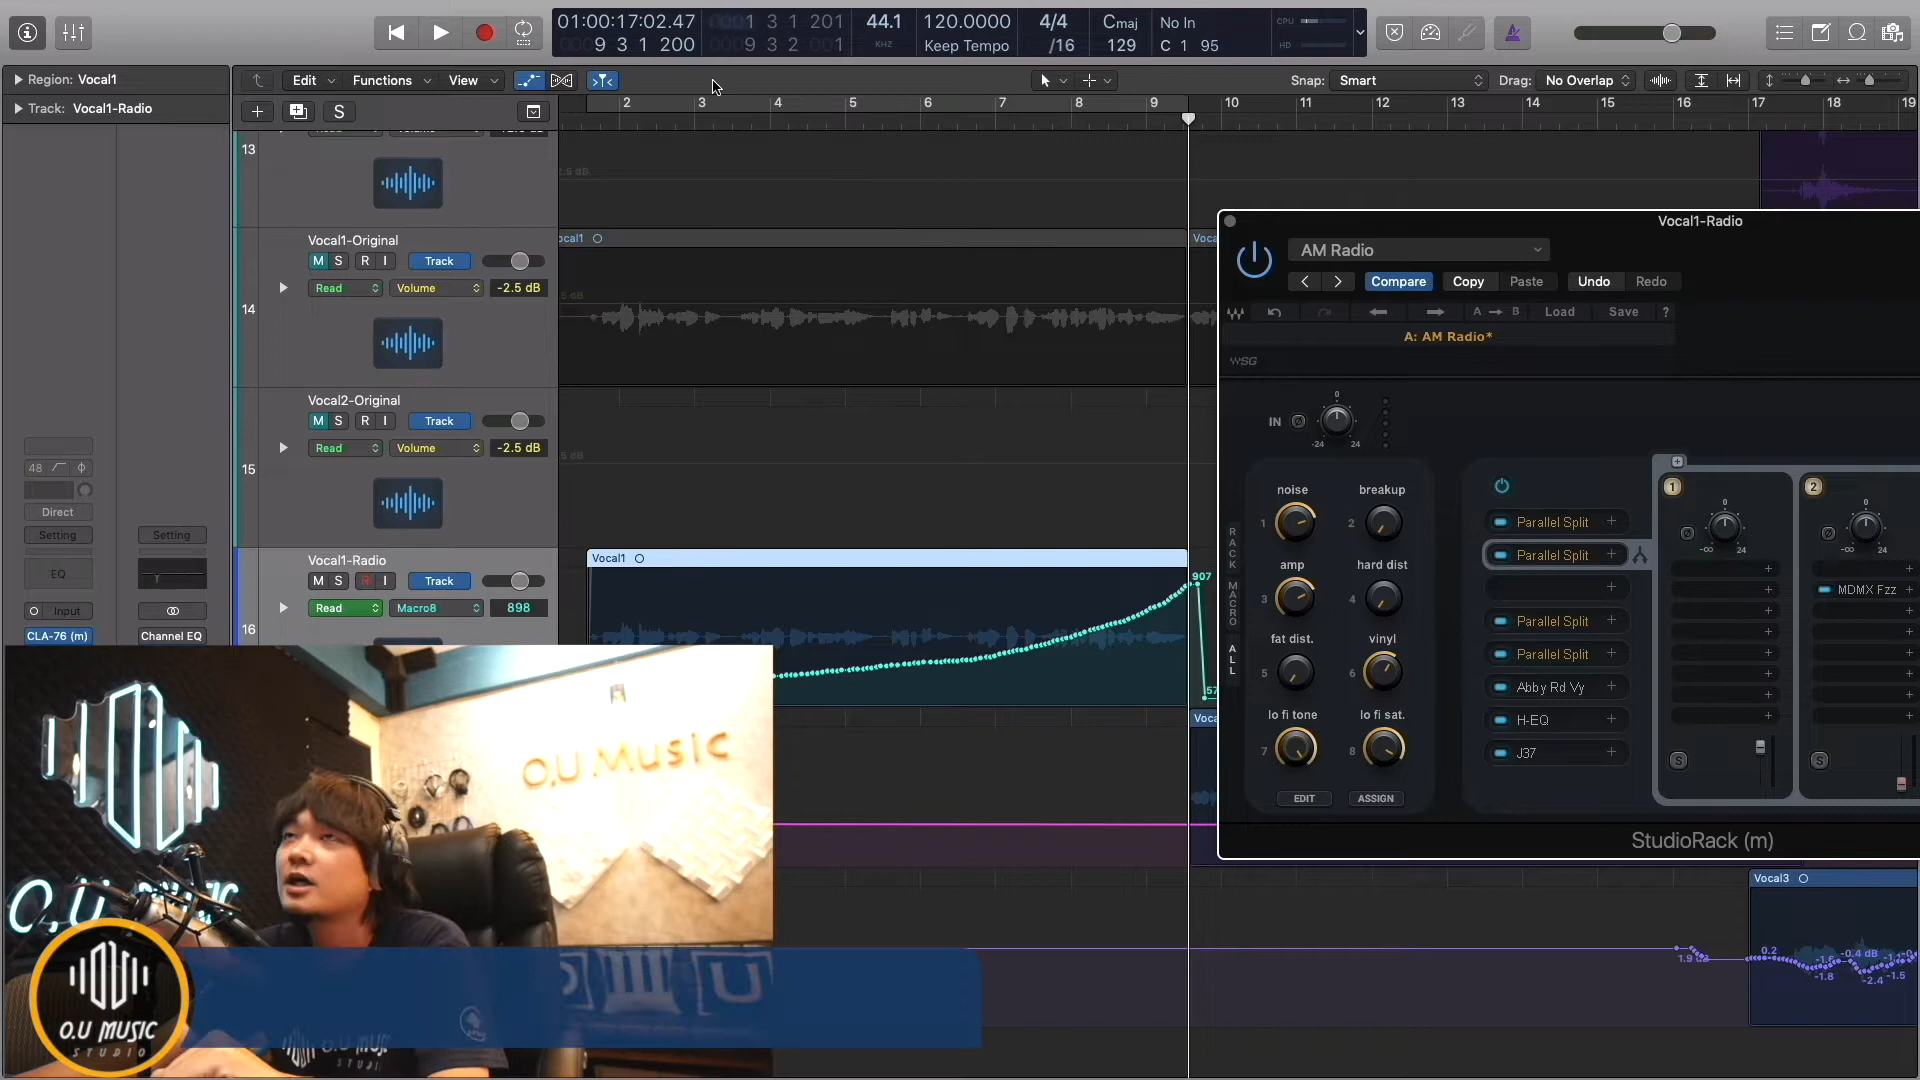 01:00:17:02.47
9 3 1 200
0001 3 1 201
9 3 2 001
44.1
KHZ
120.0000
Keep Tempo
4/4
/16
Cmaj
129
No In
C 1 95
CPU
HD
Region: Vocal1
Track: Vocal1-Radio
Edit
Functions
View
Snap: Smart
Drag: No Overlap
S
2 3 4 5 6 7 8 9 10 11 12 13 14 15 16 17 18 19
13
Vocal1-Original
M S R I Track
Read Volume -2.5 dB
14
Vocal2-Original
M S R I Track
Read Volume -2.5 dB
15
Vocal1-Radio
M S R I Track
Read Macro8 898
16
Vocal1
907
Vocal3
0.2
-0.4 dB
-1.8
-2.4
-1.5
48
Direct
Setting
Setting
EQ
Input
CLA-76 (m)
Channel EQ
Vocal1-Radio
AM Radio
Compare
Copy
Paste
Undo
Redo
A → B
Load
Save
?
A: AM Radio*
WSG
IN
0
-24 24
RACK
MACRO
ALL
noise
breakup
1
2
amp
hard dist
3
4
fat dist.
vinyl
5
6
lo fi tone
lo fi sat.
7
8
EDIT
ASSIGN
Parallel Split
Parallel Split
Parallel Split
Parallel Split
Abby Rd Vy
H-EQ
J37
1
0
-∞ 24
S
2
0
-∞ 24
MDMX Fzz
S
StudioRack (m)
O.U MUSIC
O.U MUSIC
STUDIO